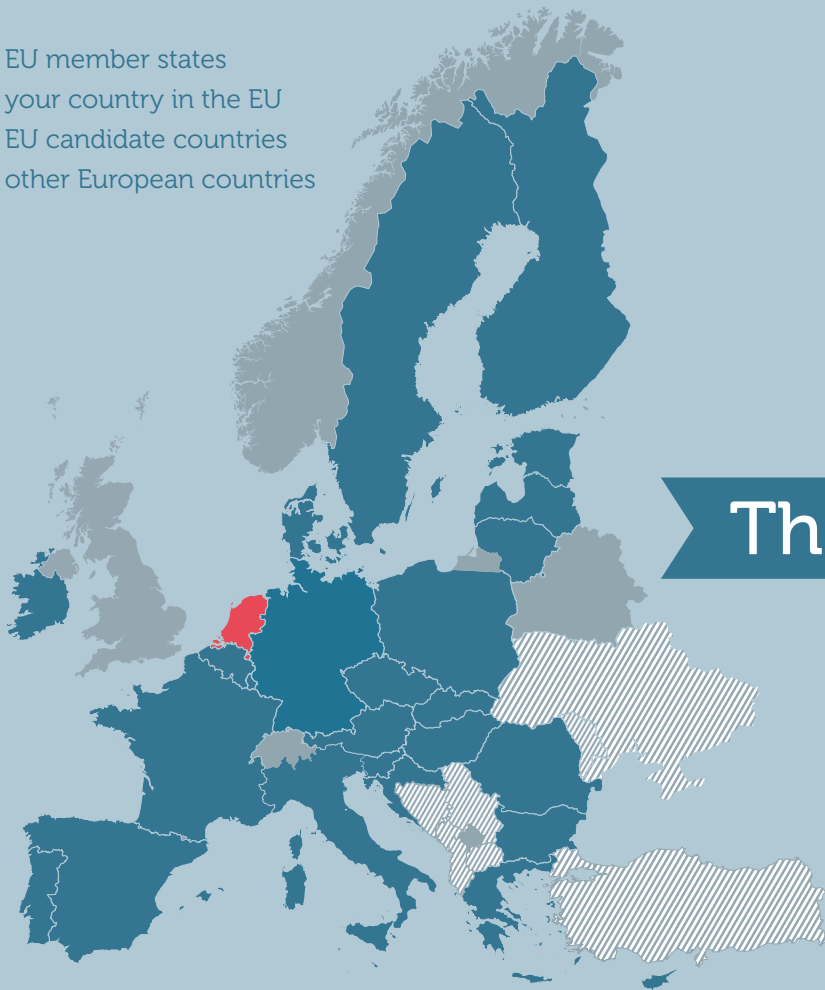 EU member states
your country in the EU
EU candidate countries
other European countries
Th